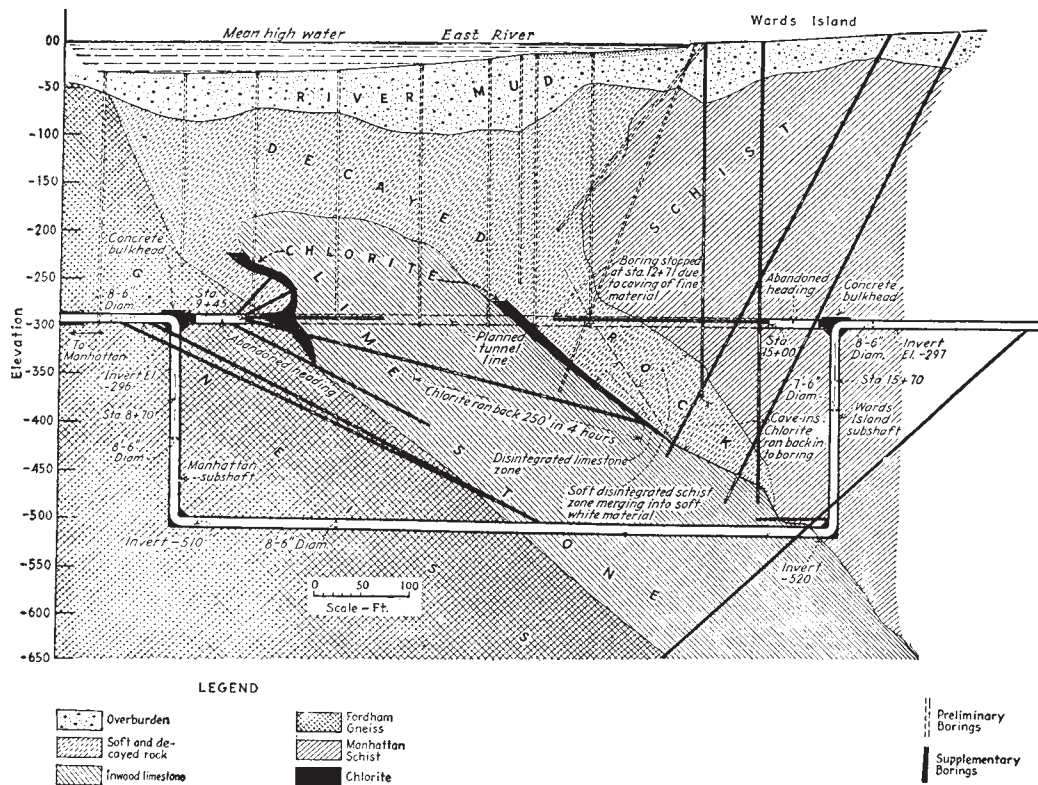 Wards Island
Mean high water
East River
00
-50
-100
-150
-200
-250
-300
-350
-400
-450
-500
-550
-600
-650
Elevation
RIVER MUD
DECAYED
ROCK
SCHIST
CHLORITE
LIMESTONE
GNEISS
Concrete
bulkhead
8-6"
Diam.
Sta
9+45
Boring stopped
at sta. 12+71 due
to caving of fine
material
Abandoned
heading
Concrete
bulkhead
To
Manhattan
Invert El.
-296
Sta 8+70
8-6"
Diam
Manhattan
subshaft
Abandoned heading
Planned
tunnel
line
Chlorite ran back 250' in 4 hours
Disintegrated limestone
zone
Soft disintegrated schist
zone merging into soft
white material
Sta
15+00
7-6"
Diam
Cave-ins
Chlorite
ran back in
to boring
8-6"
Diam.
Invert
El. -297
Sta 15+70
Wards
Island
subshaft
Invert -510
8-6" Diam
Invert
-520
0 50 100
Scale - Ft.
LEGEND
Overburden
Soft and de-
cayed rock
Inwood limestone
Fordham
Gneiss
Manhattan
Schist
Chlorite
Preliminary
Borings
Supplementary
Borings